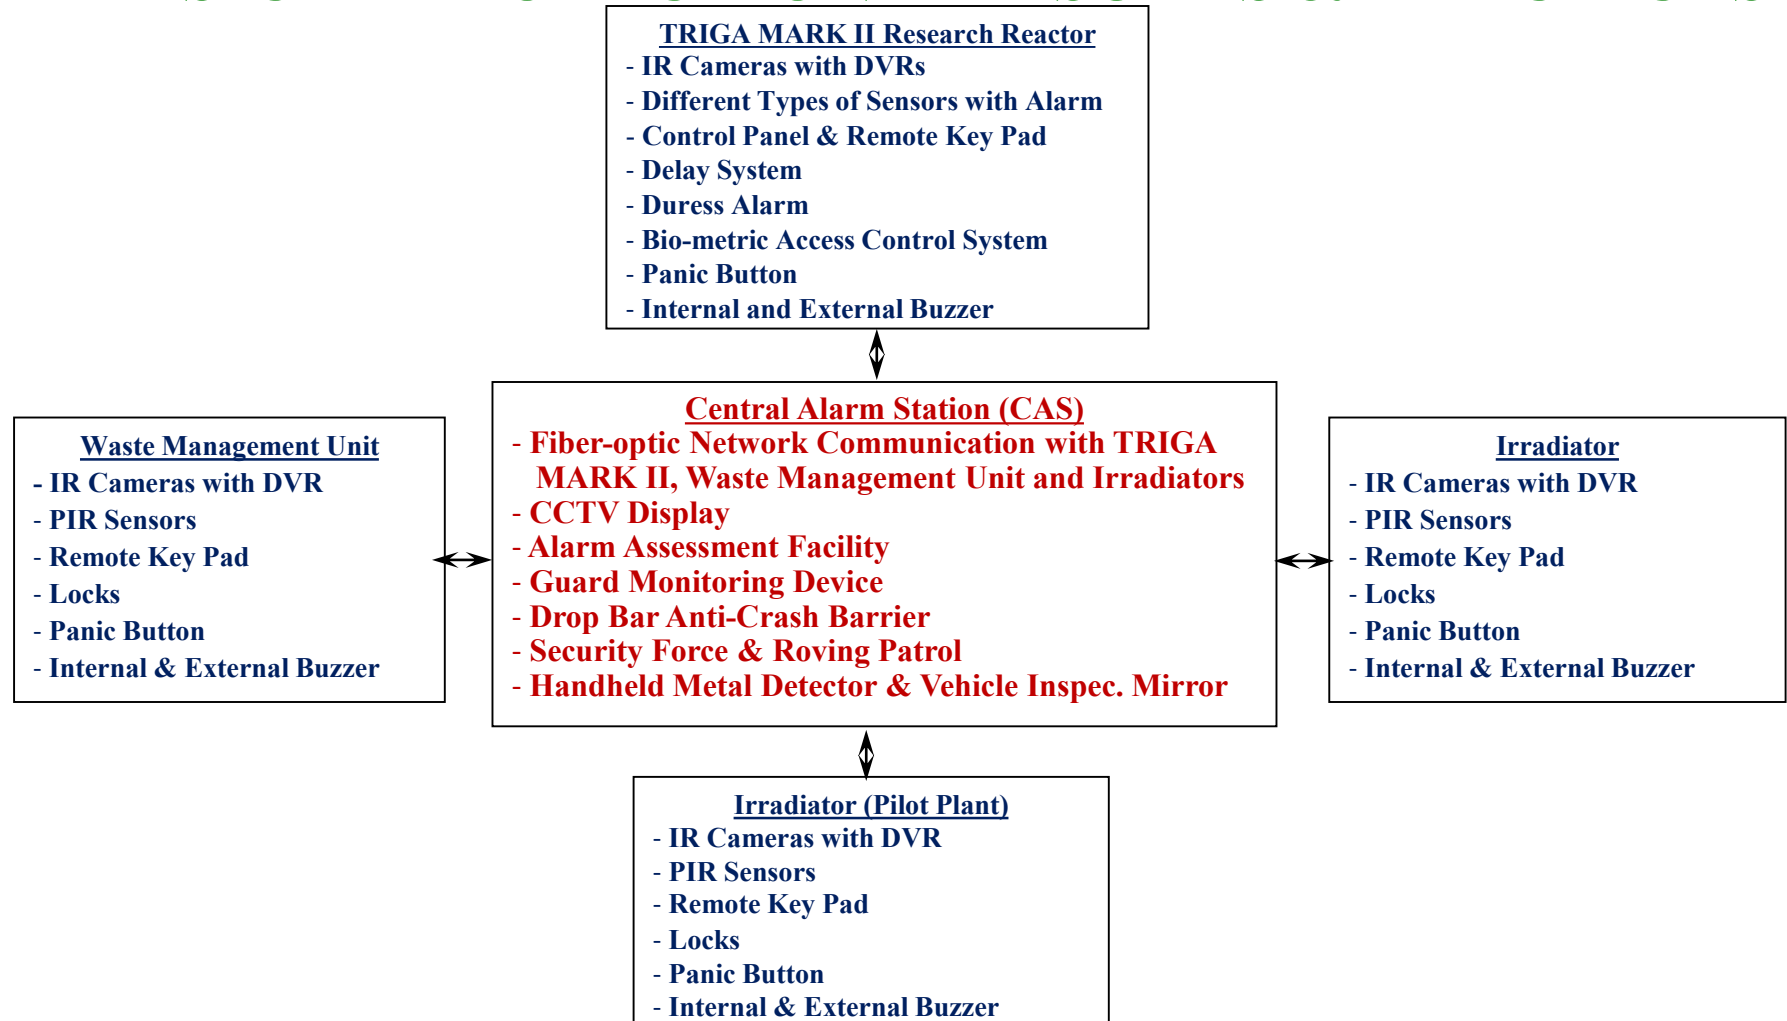 TRIGA MARK II Research Reactor
- IR Cameras with DVRs
- Different Types of Sensors with Alarm
- Control Panel & Remote Key Pad
- Delay System
- Duress Alarm
- Bio-metric Access Control System
- Panic Button
- Internal and External Buzzer
Waste Management Unit
- IR Cameras with DVR
- PIR Sensors
- Remote Key Pad
- Locks
- Panic Button
- Internal & External Buzzer
Central Alarm Station (CAS)
- Fiber-optic Network Communication with TRIGA
MARK II, Waste Management Unit and Irradiators
- CCTV Display
- Alarm Assessment Facility
- Guard Monitoring Device
- Drop Bar Anti-Crash Barrier
- Security Force & Roving Patrol
- Handheld Metal Detector & Vehicle Inspec. Mirror
Irradiator
- IR Cameras with DVR
- PIR Sensors
- Remote Key Pad
- Locks
- Panic Button
- Internal & External Buzzer
Irradiator (Pilot Plant)
- IR Cameras with DVR
- PIR Sensors
- Remote Key Pad
- Locks
- Panic Button
- Internal & External Buzzer